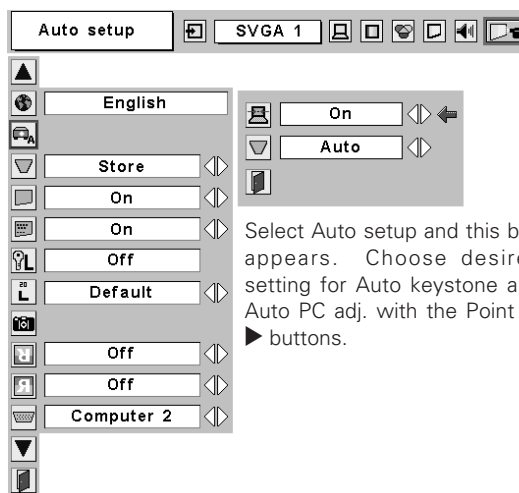 Auto setup
SVGA 1
English
Store
On
On
Off
20
L
Default
Off
Off
Computer 2
On
Auto
Select Auto setup and this b
appears. Choose desire
setting for Auto keystone a
Auto PC adj. with the Point
▶ buttons.